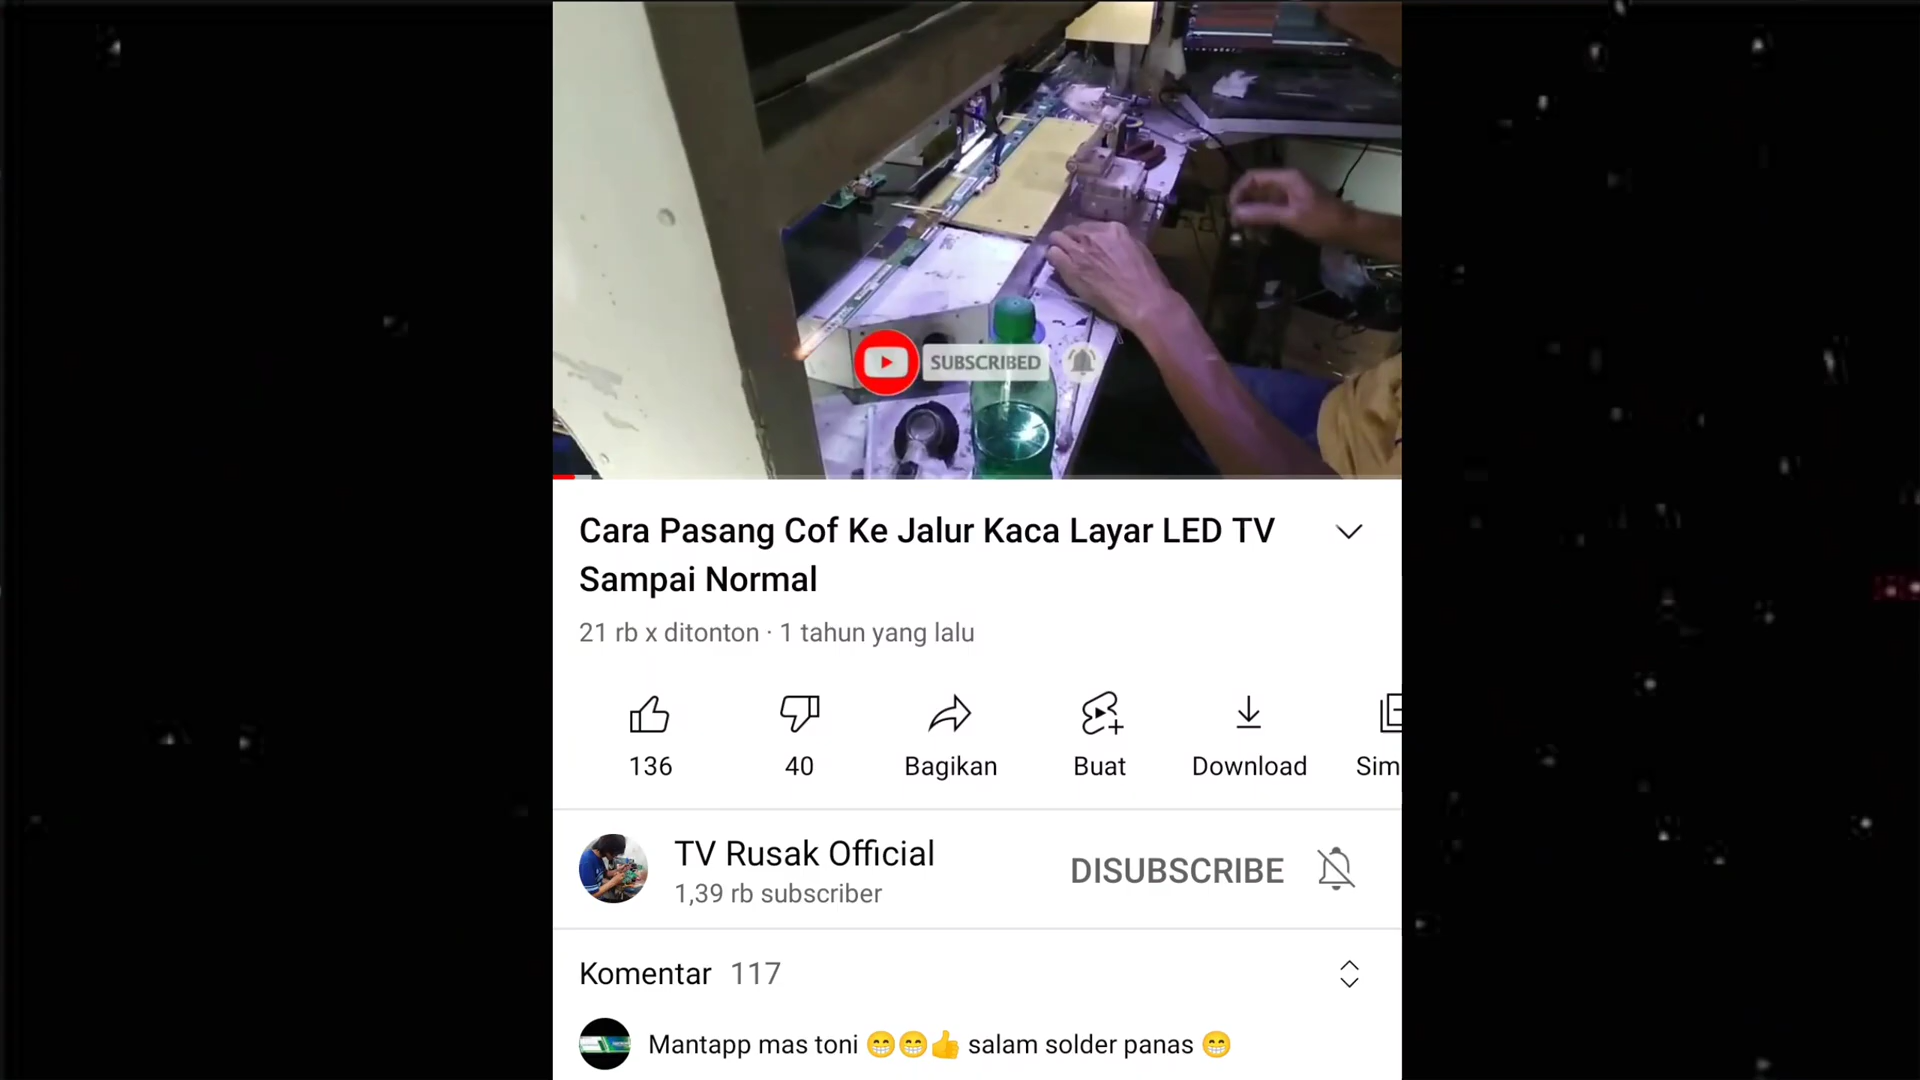 SUBSCRIBED
Cara Pasang Cof Ke Jalur Kaca Layar LED TV
Sampai Normal
21 rb x ditonton · 1 tahun yang lalu
136
40
Bagikan
Buat
Download
Sim
TV Rusak Official
1,39 rb subscriber
DISUBSCRIBE
Komentar 117
Mantapp mas toni 😁😁👍 salam solder panas 😁